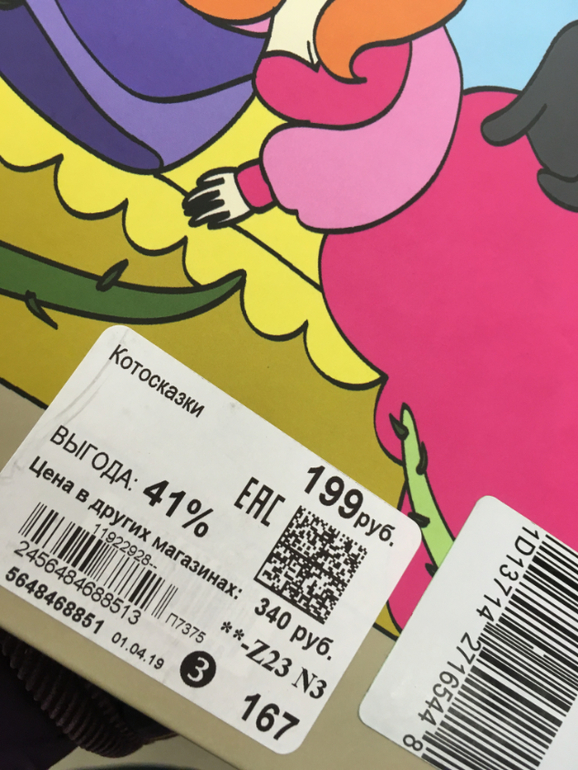 Котосказки
199руб.
ВЫГОДА: 41%
ЕАС
Цена в других магазинах:
340 руб.
11922928--
2456484688513
П7375
**-Z23 N3
5648468851 01.04.19 3 167
1D13714 2716544 8